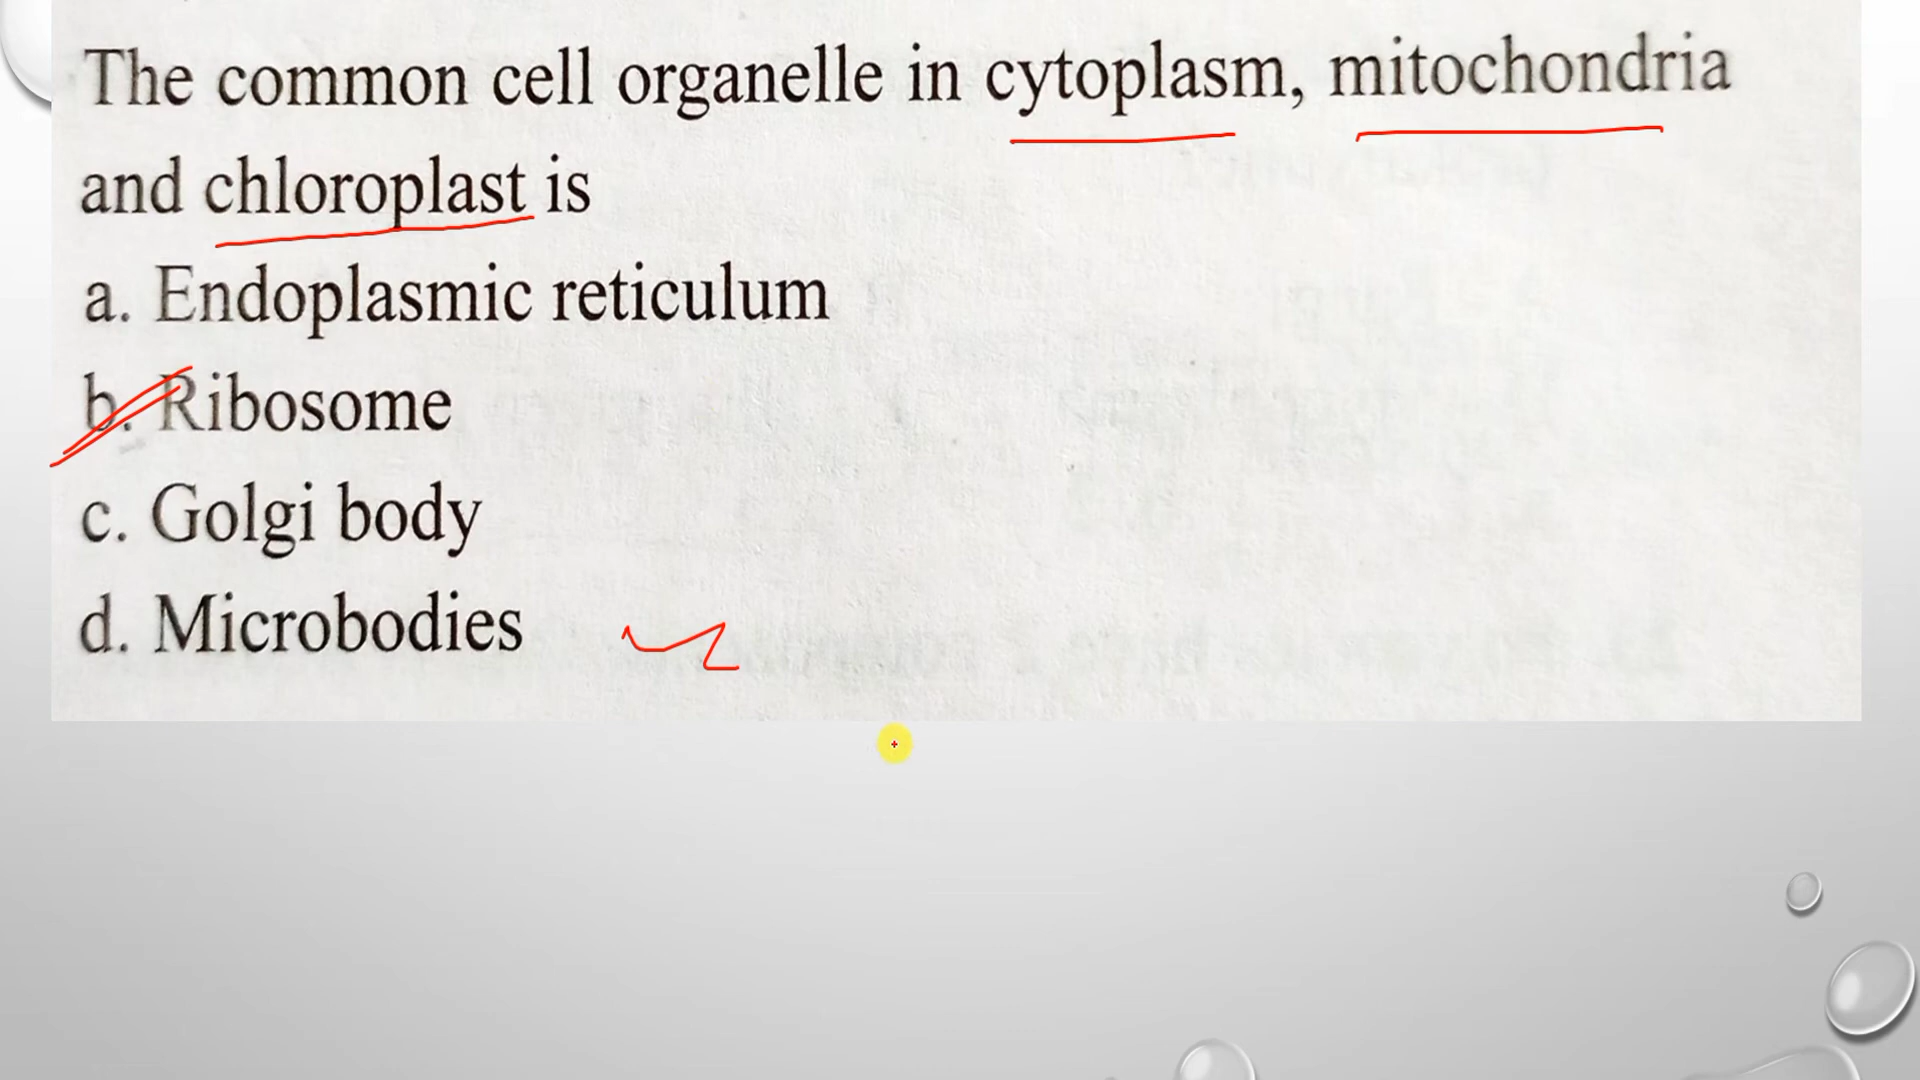 The common cell organelle in cytoplasm, mitochondria
and chloroplast is
a. Endoplasmic reticulum
b. Ribosome
c. Golgi body
d. Microbodies